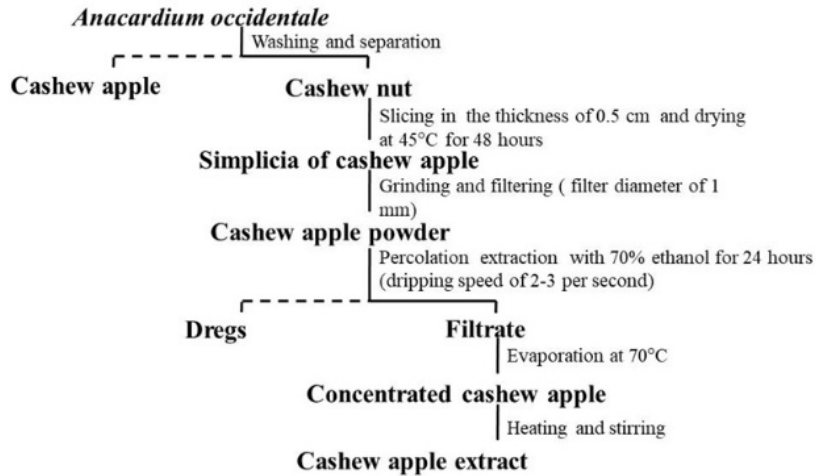 Anacardium occidentale
Washing and separation
Cashew apple
Cashew nut
Slicing in the thickness of 0.5 cm and drying
at 45°C for 48 hours
Simplicia of cashew apple
Grinding and filtering ( filter diameter of 1
mm)
Cashew apple powder
Percolation extraction with 70% ethanol for 24 hours
(dripping speed of 2-3 per second)
Dregs
Filtrate
Evaporation at 70°C
Concentrated cashew apple
Heating and stirring
Cashew apple extract